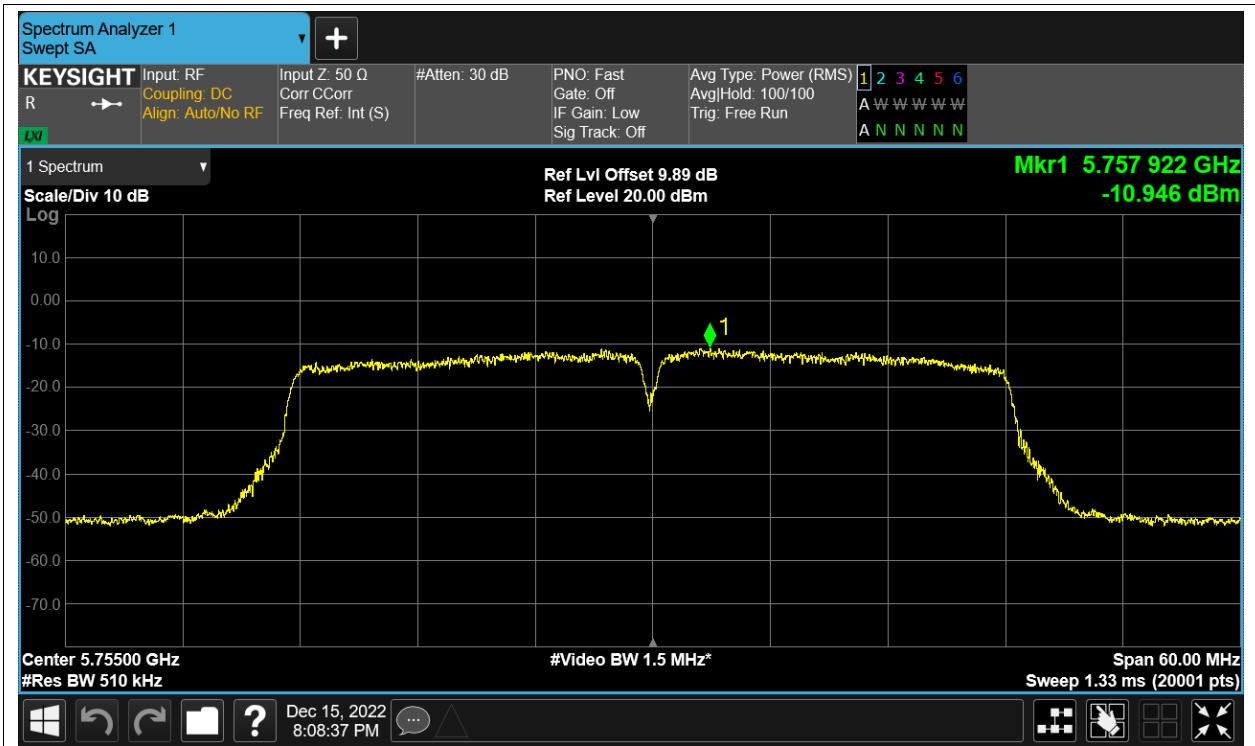 Spectrum Analyzer 1
Swept SA
KEYSIGHT
R
LXI
Input: RF
Coupling: DC
Align: Auto/No RF
Input Z: 50 Ω
Corr CCorr
Freq Ref: Int (S)
#Atten: 30 dB
PNO: Fast
Gate: Off
IF Gain: Low
Sig Track: Off
Avg Type: Power (RMS)
Avg|Hold: 100/100
Trig: Free Run
1 2 3 4 5 6
A W W W W W
A N N N N N
1 Spectrum
Scale/Div 10 dB
Log
Ref Lvl Offset 9.89 dB
Ref Level 20.00 dBm
Mkr1 5.757 922 GHz
-10.946 dBm
10.0
0.00
-10.0
-20.0
-30.0
-40.0
-50.0
-60.0
-70.0
1
Center 5.75500 GHz
#Res BW 510 kHz
#Video BW 1.5 MHz*
Span 60.00 MHz
Sweep 1.33 ms (20001 pts)
?
Dec 15, 2022
8:08:37 PM